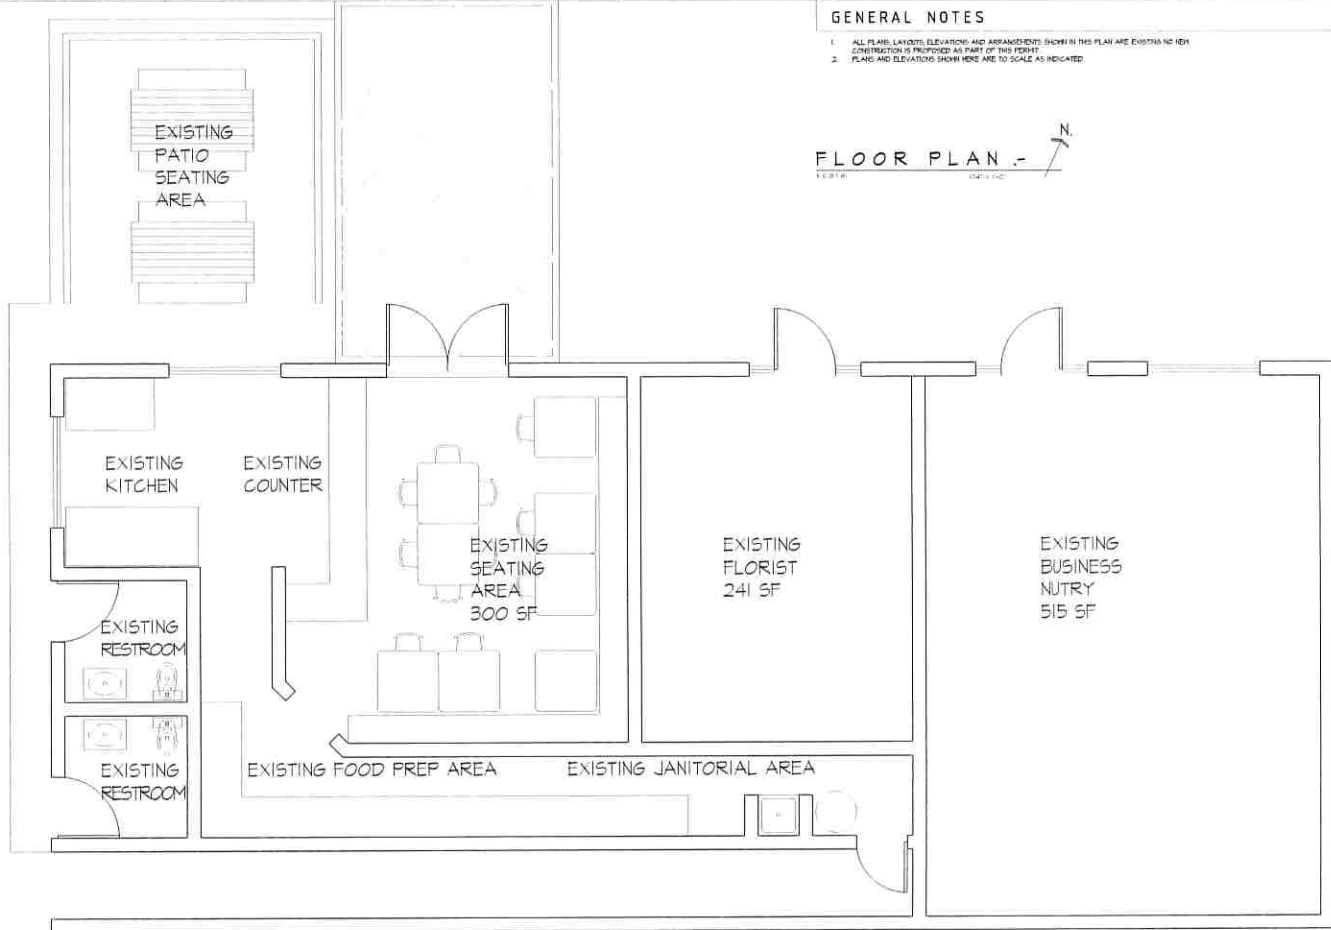 GENERAL NOTES
1. ALL PLANS, LAYOUTS, ELEVATIONS AND ARRANGEMENTS SHOWN IN THIS PLAN ARE EXISTING NO NEW
CONSTRUCTION IS PROPOSED AS PART OF THIS PERMIT.
2. PLANS AND ELEVATIONS SHOWN HERE ARE TO SCALE AS INDICATED.
N.
FLOOR PLAN .-
EXISTING
PATIO
SEATING
AREA
EXISTING
KITCHEN
EXISTING
COUNTER
EXISTING
SEATING
AREA
300 SF
EXISTING
FLORIST
241 SF
EXISTING
BUSINESS
NUTRY
515 SF
EXISTING
RESTROOM
EXISTING
RESTROOM
EXISTING FOOD PREP AREA
EXISTING JANITORIAL AREA